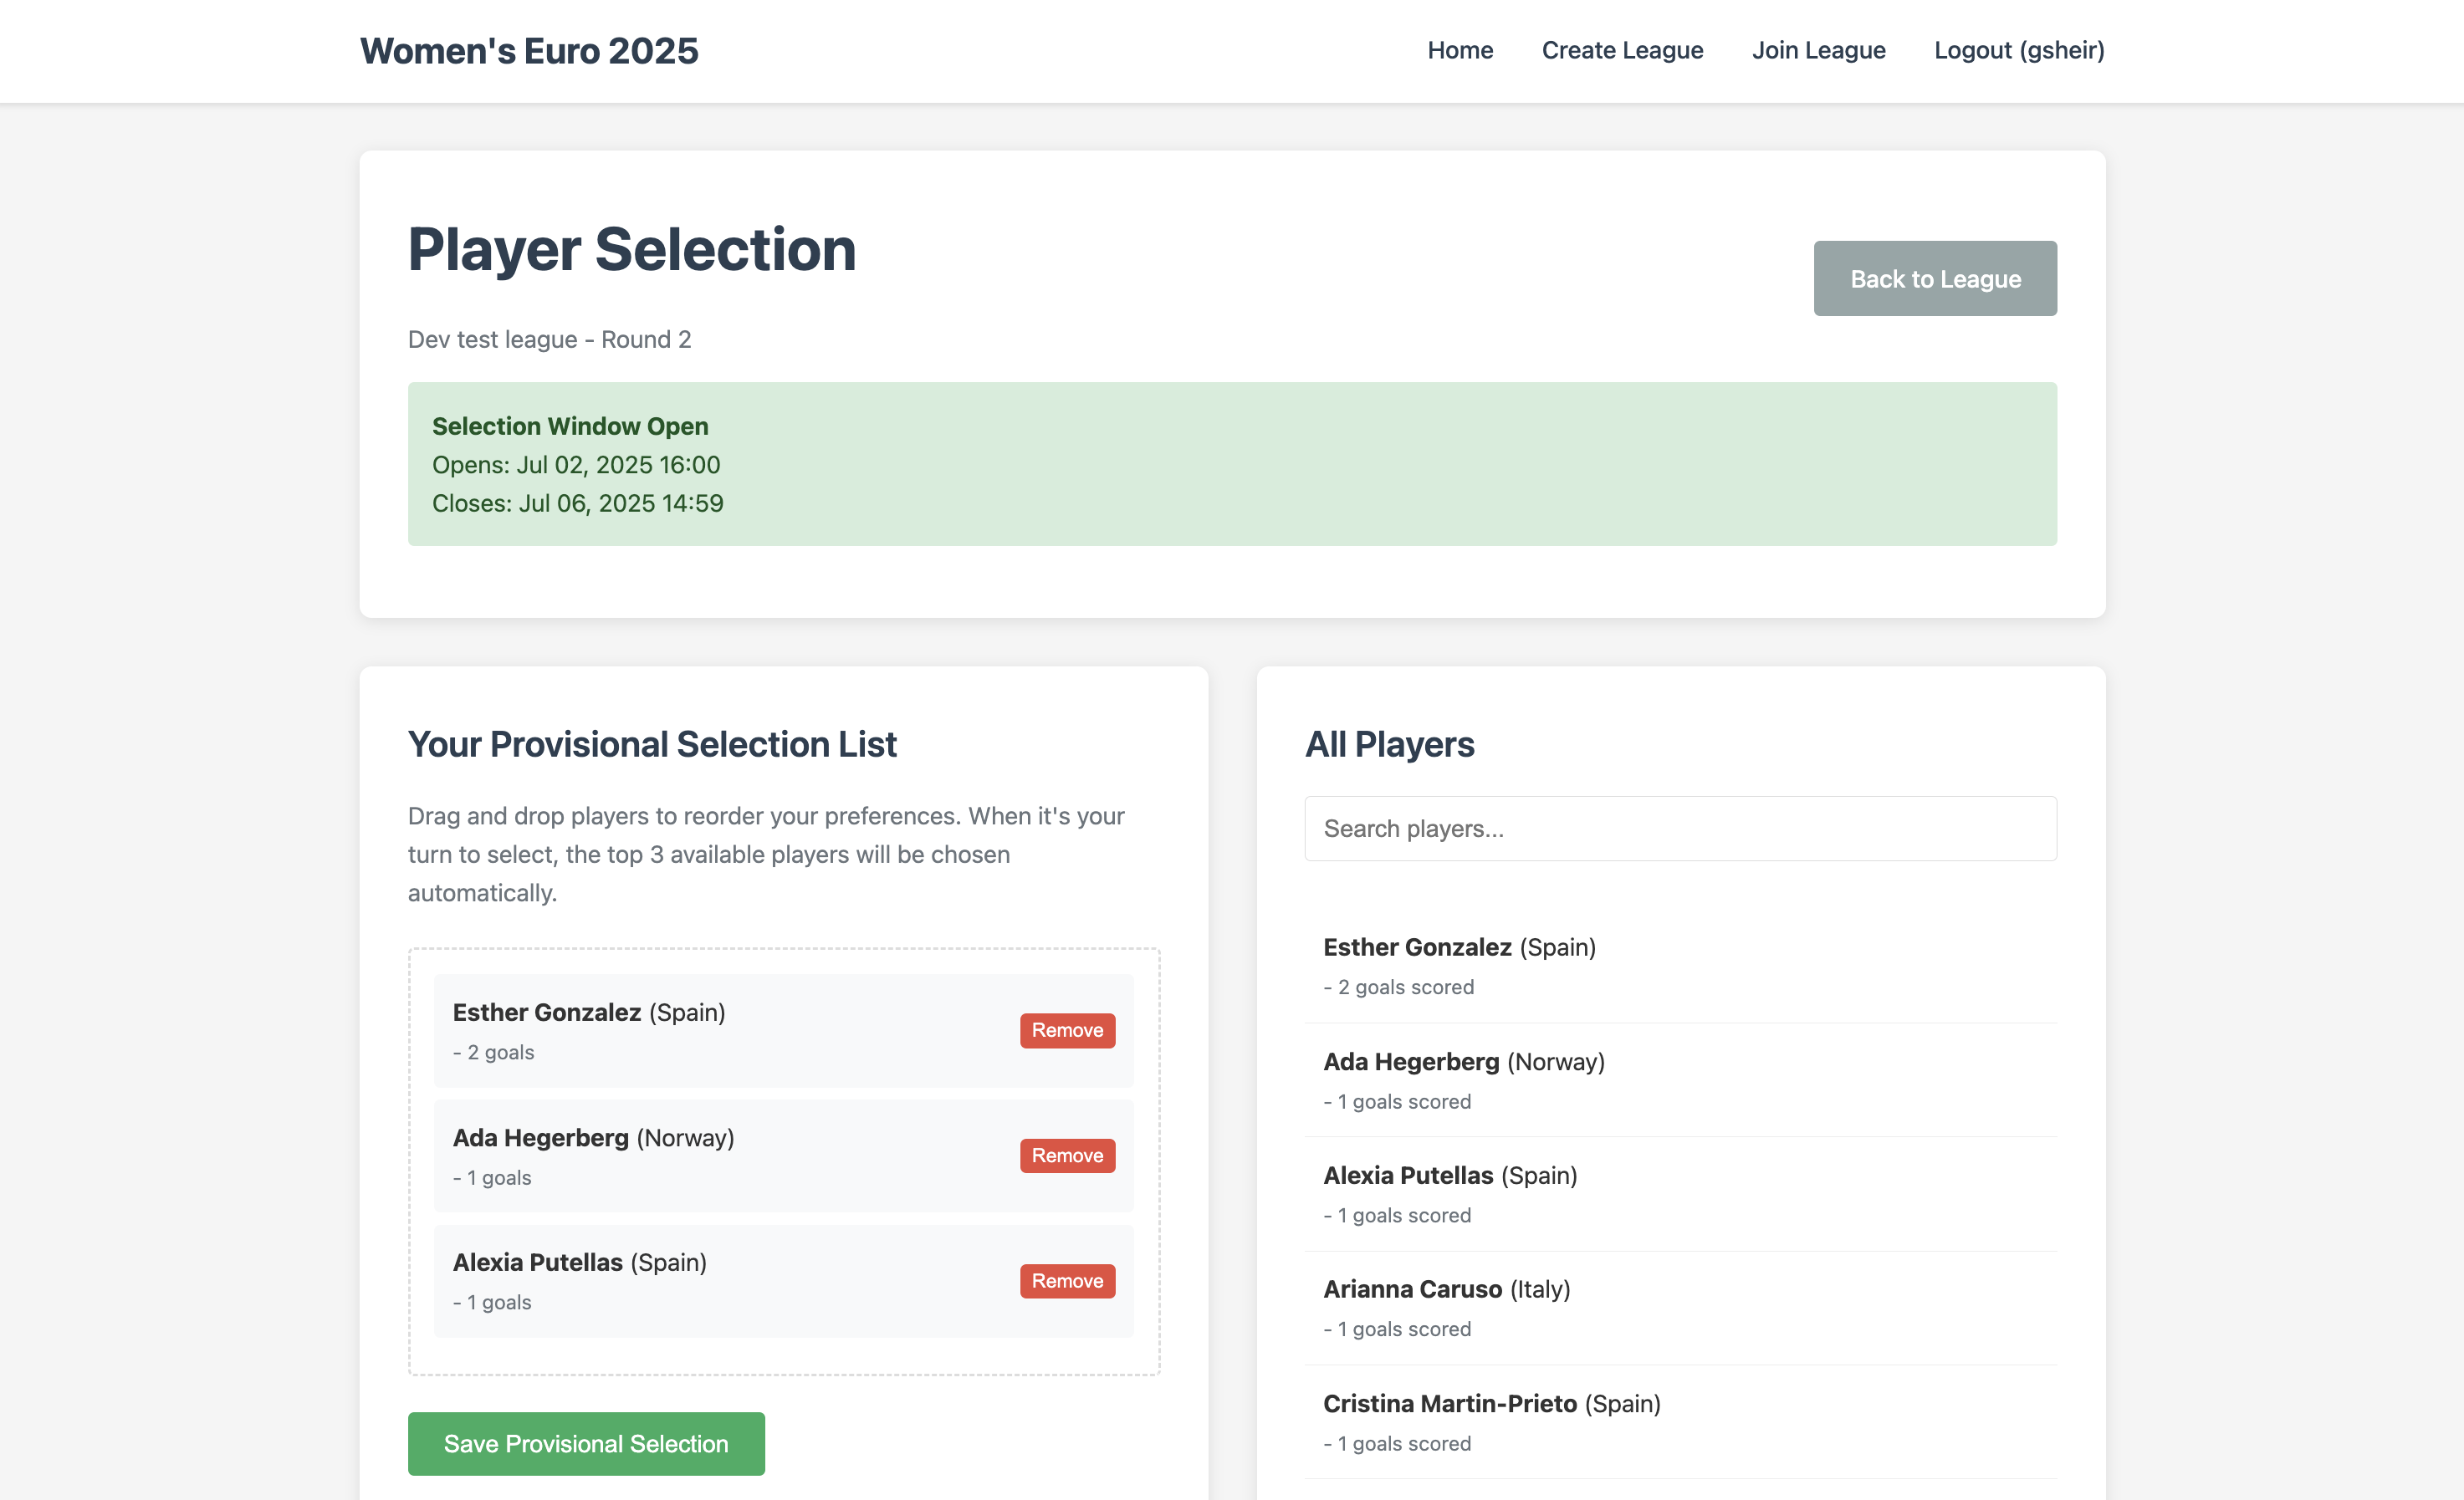 Women's Euro 2025
Home
Create League
Join League
Logout (gsheir)
Player Selection
Back to League
Dev test league - Round 2
Selection Window Open
Opens: Jul 02, 2025 16:00
Closes: Jul 06, 2025 14:59
Your Provisional Selection List
Drag and drop players to reorder your preferences. When it's your
turn to select, the top 3 available players will be chosen
automatically.
Esther Gonzalez (Spain)
- 2 goals
Remove
Ada Hegerberg (Norway)
- 1 goals
Remove
Alexia Putellas (Spain)
- 1 goals
Remove
Save Provisional Selection
All Players
Search players...
Esther Gonzalez (Spain)
- 2 goals scored
Ada Hegerberg (Norway)
- 1 goals scored
Alexia Putellas (Spain)
- 1 goals scored
Arianna Caruso (Italy)
- 1 goals scored
Cristina Martin-Prieto (Spain)
- 1 goals scored